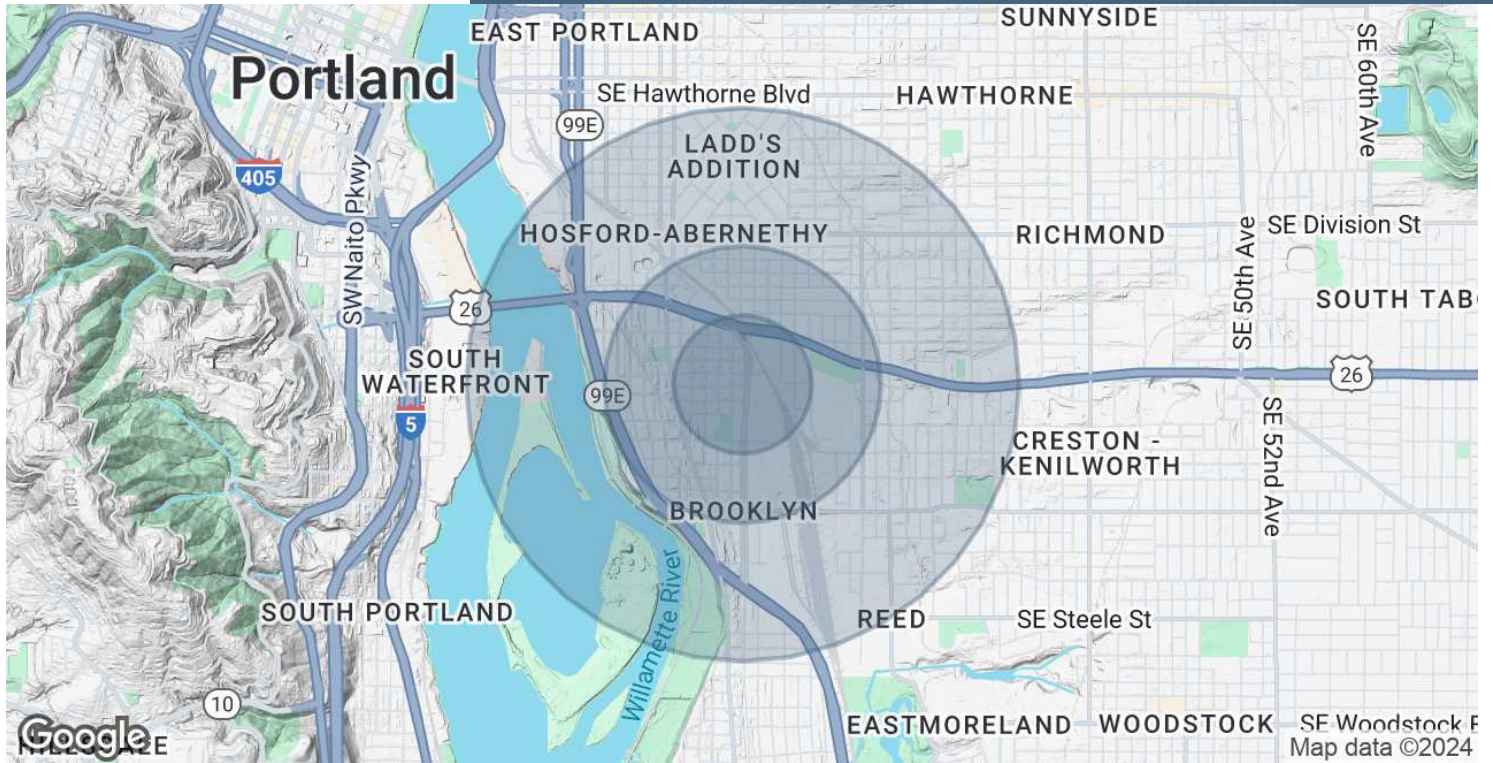 SUNNYSIDE
EAST PORTLAND
SE 60th Ave
Portland
SE Hawthorne Blvd
HAWTHORNE
99E
LADD'S
ADDITION
405
SW Naito Pkwy
HOSFORD-ABERNETHY
RICHMOND
SE 50th Ave
SE Division St
26
SOUTH TAB
SOUTH
WATERFRONT
26
99E
5
SE 52nd Ave
CRESTON -
KENILWORTH
BROOKLYN
Willamette River
SOUTH PORTLAND
REED
SE Steele St
10
EASTMORELAND
WOODSTOCK
SE Woodstock
Google
Map data ©2024